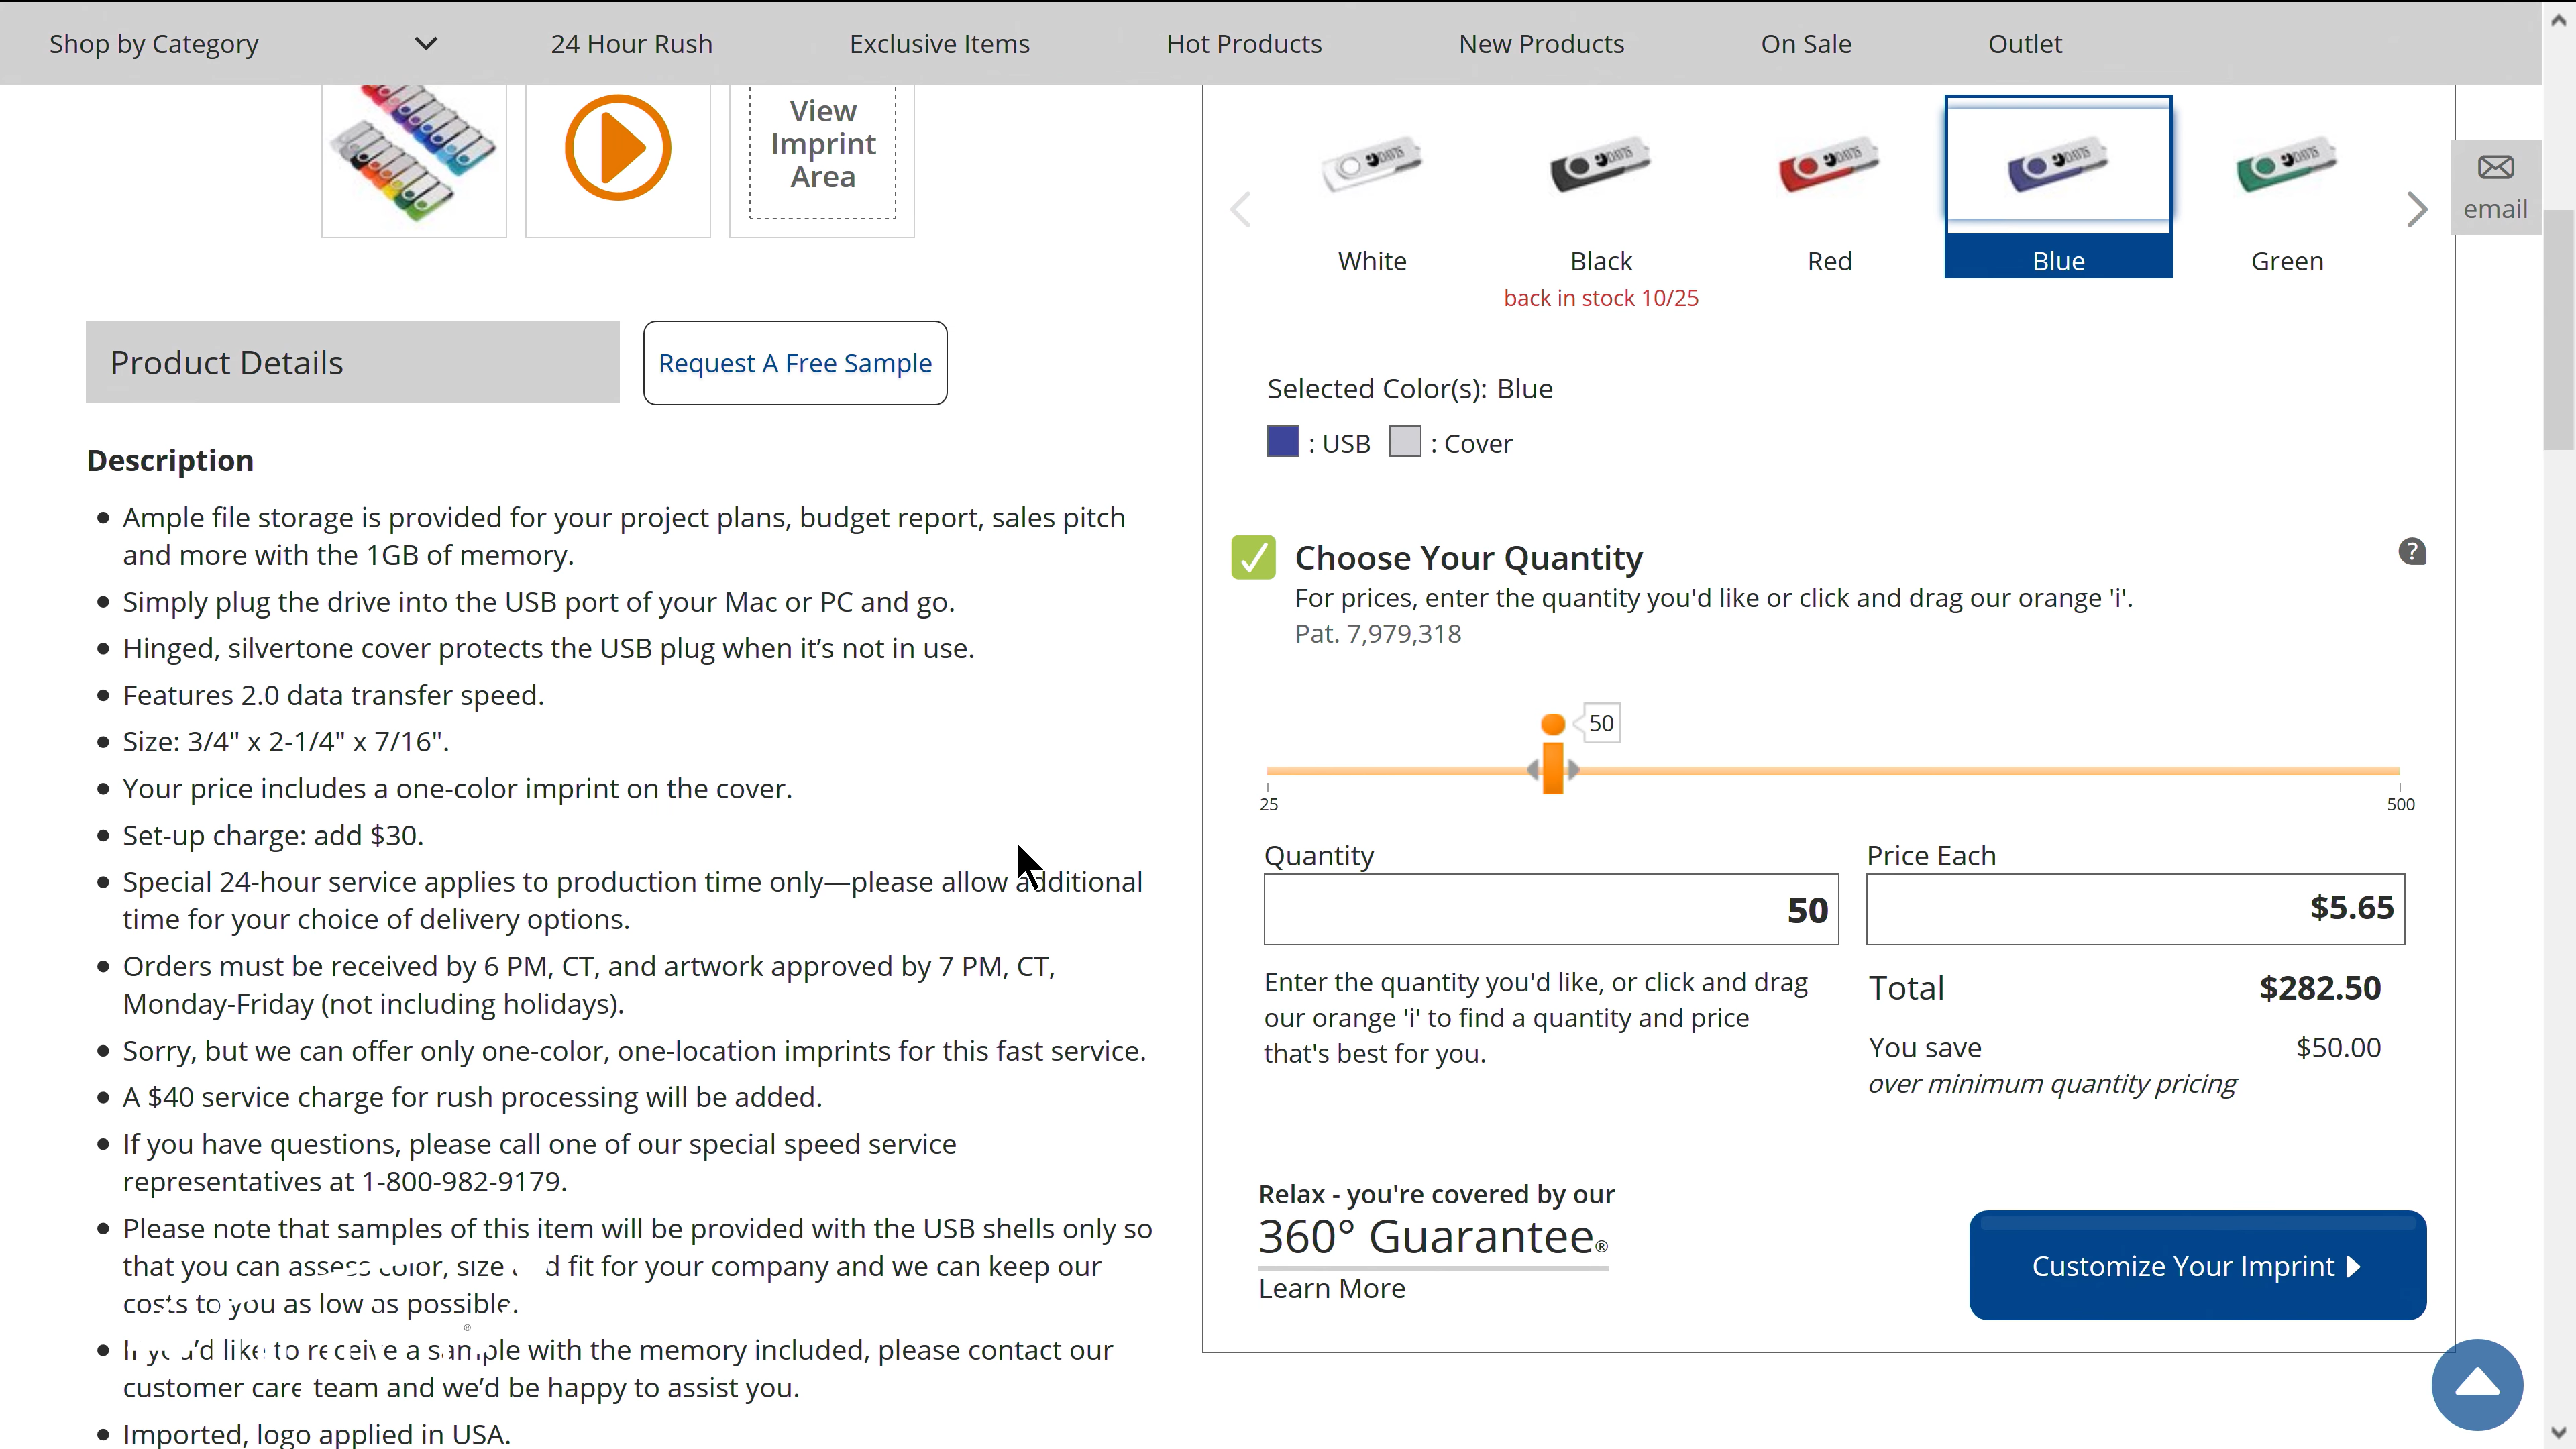 Shop by Category
24 Hour Rush
Exclusive Items
Hot Products
New Products
On Sale
Outlet
View
Imprint
Area
White
Black
back in stock 10/25
Red
Blue
Green
email
Product Details
Request A Free Sample
Description
Ample file storage is provided for your project plans, budget report, sales pitch
and more with the 1GB of memory.
Simply plug the drive into the USB port of your Mac or PC and go.
Hinged, silvertone cover protects the USB plug when it’s not in use.
Features 2.0 data transfer speed.
Size: 3/4" x 2-1/4" x 7/16".
Your price includes a one-color imprint on the cover.
Set-up charge: add $30.
Special 24-hour service applies to production time only—please allow additional
time for your choice of delivery options.
Orders must be received by 6 PM, CT, and artwork approved by 7 PM, CT,
Monday-Friday (not including holidays).
Sorry, but we can offer only one-color, one-location imprints for this fast service.
A $40 service charge for rush processing will be added.
If you have questions, please call one of our special speed service
representatives at 1-800-982-9179.
Please note that samples of this item will be provided with the USB shells only so
that you can assess color, size and fit for your company and we can keep our
costs to you as low as possible.
If you’d like to receive a sample with the memory included, please contact our
customer care team and we’d be happy to assist you.
Imported, logo applied in USA.
Selected Color(s): Blue
: USB : Cover
Choose Your Quantity
?
For prices, enter the quantity you'd like or click and drag our orange 'i'.
Pat. 7,979,318
50
25
500
Quantity
50
Price Each
$5.65
Enter the quantity you'd like, or click and drag
our orange 'i' to find a quantity and price
that's best for you.
Total $282.50
You save $50.00
over minimum quantity pricing
Relax - you're covered by our
360° Guarantee®
Learn More
Customize Your Imprint